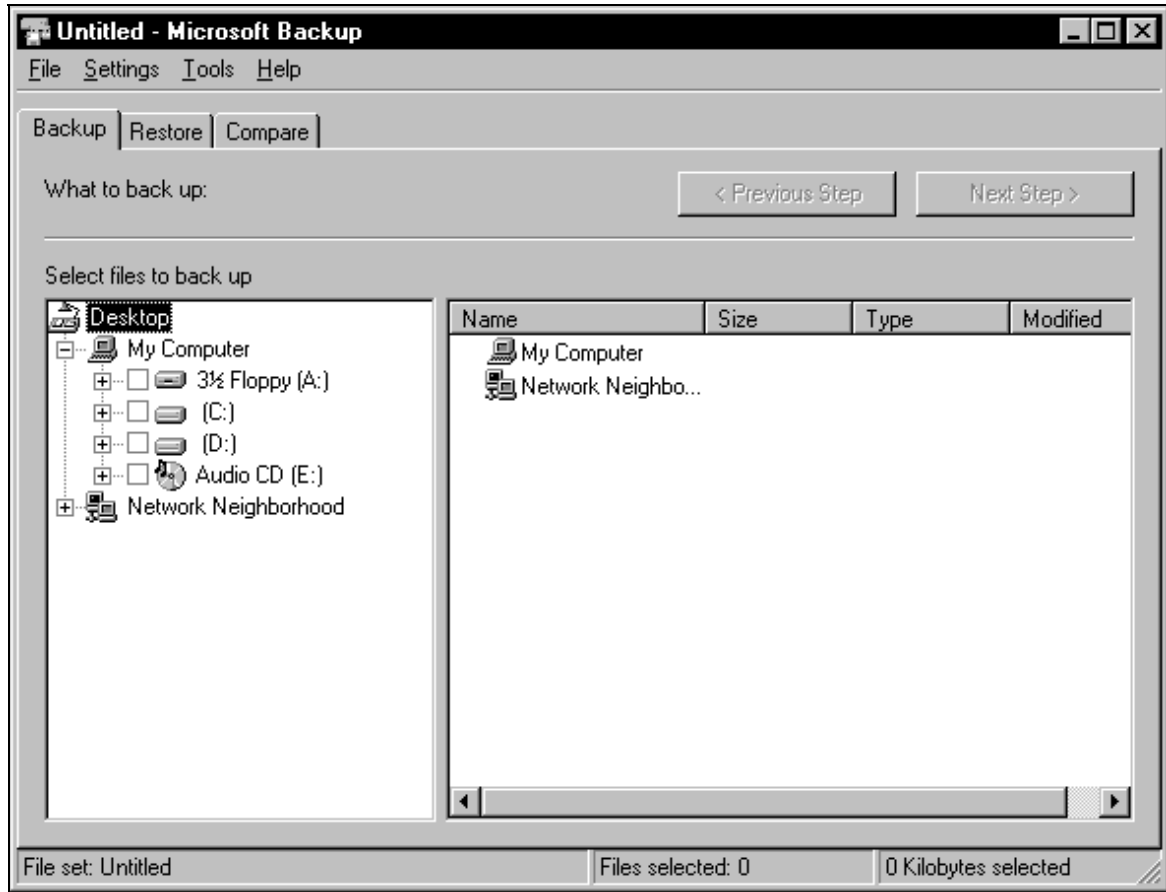 Untitled - Microsoft Backup
File Settings Tools Help
Backup Restore Compare
What to back up:
< Previous Step Next Step >
Select files to back up
Desktop
My Computer
3½ Floppy (A:)
(C:)
(D:)
Audio CD (E:)
Network Neighborhood
Name Size Type Modified
My Computer
Network Neighbo...
File set: Untitled Files selected: 0 0 Kilobytes selected